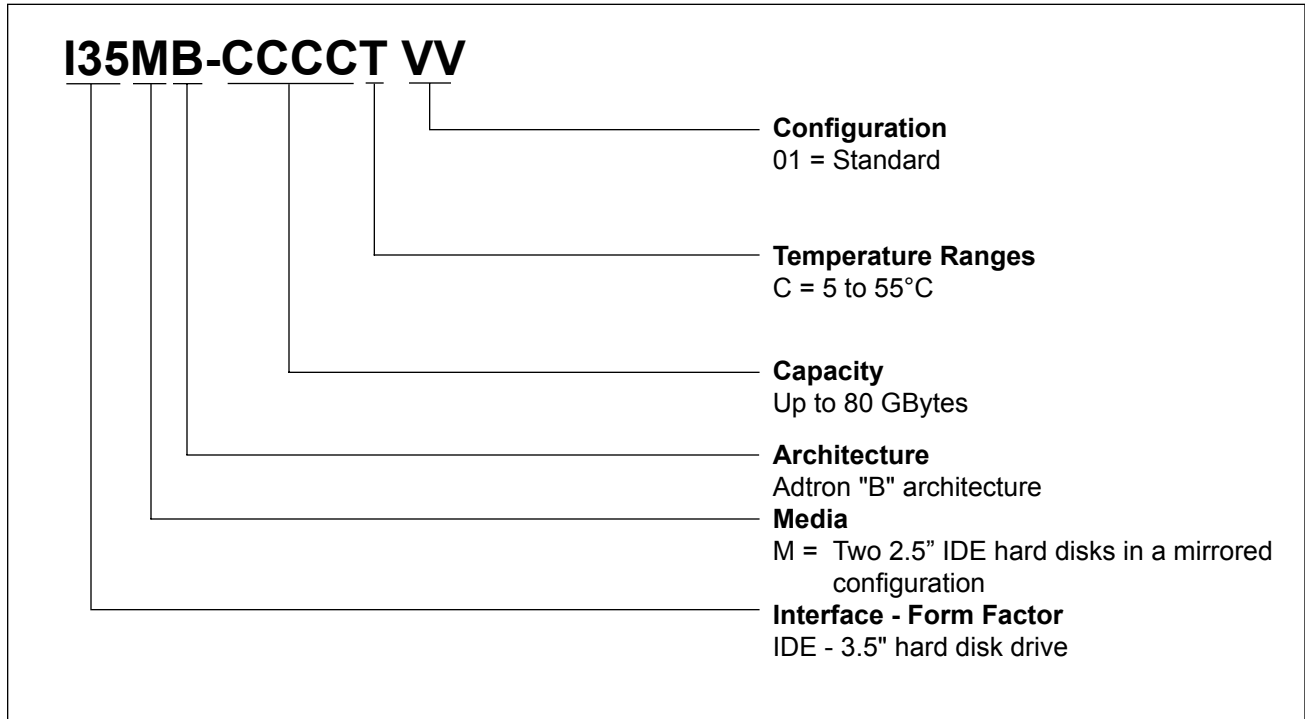 I35MB-CCCCT VV
Configuration
01 = Standard
Temperature Ranges
C = 5 to 55°C
Capacity
Up to 80 GBytes
Architecture
Adtron "B" architecture
Media
M = Two 2.5” IDE hard disks in a mirrored
configuration
Interface - Form Factor
IDE - 3.5" hard disk drive